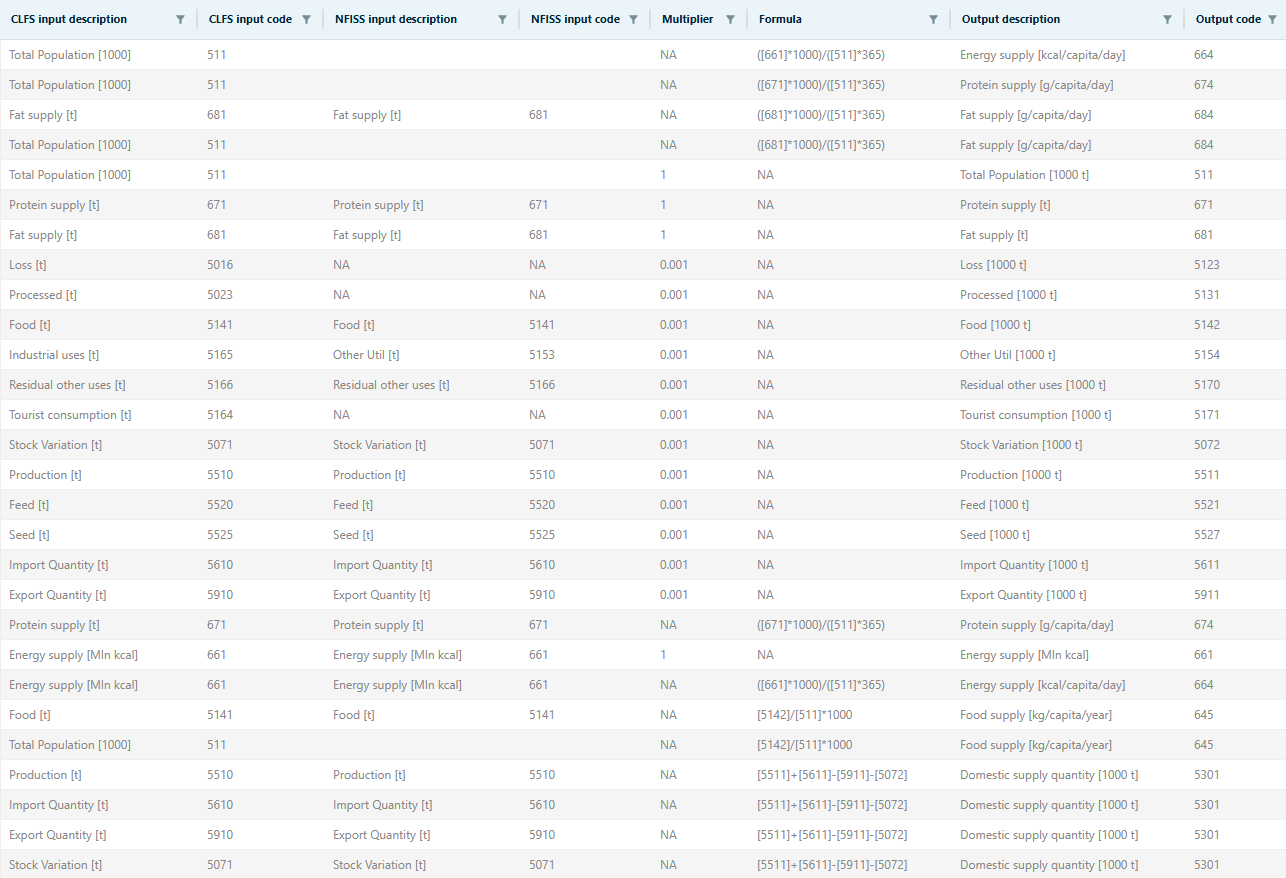 CLFS input description CLFS input code NFISS input description NFISS input code Multiplier Formula Output description Output code
Total Population [1000] 511 NA ([661]*1000)/([511]*365) Energy supply [kcal/capita/day] 664
Total Population [1000] 511 NA ([671]*1000)/([511]*365) Protein supply [g/capita/day] 674
Fat supply [t] 681 Fat supply [t] 681 NA ([681]*1000)/([511]*365) Fat supply [g/capita/day] 684
Total Population [1000] 511 NA ([681]*1000)/([511]*365) Fat supply [g/capita/day] 684
Total Population [1000] 511 1 NA Total Population [1000 t] 511
Protein supply [t] 671 Protein supply [t] 671 1 NA Protein supply [t] 671
Fat supply [t] 681 Fat supply [t] 681 1 NA Fat supply [t] 681
Loss [t] 5016 NA NA 0.001 NA Loss [1000 t] 5123
Processed [t] 5023 NA NA 0.001 NA Processed [1000 t] 5131
Food [t] 5141 Food [t] 5141 0.001 NA Food [1000 t] 5142
Industrial uses [t] 5165 Other Util [t] 5153 0.001 NA Other Util [1000 t] 5154
Residual other uses [t] 5166 Residual other uses [t] 5166 0.001 NA Residual other uses [1000 t] 5170
Tourist consumption [t] 5164 NA NA 0.001 NA Tourist consumption [1000 t] 5171
Stock Variation [t] 5071 Stock Variation [t] 5071 0.001 NA Stock Variation [1000 t] 5072
Production [t] 5510 Production [t] 5510 0.001 NA Production [1000 t] 5511
Feed [t] 5520 Feed [t] 5520 0.001 NA Feed [1000 t] 5521
Seed [t] 5525 Seed [t] 5525 0.001 NA Seed [1000 t] 5527
Import Quantity [t] 5610 Import Quantity [t] 5610 0.001 NA Import Quantity [1000 t] 5611
Export Quantity [t] 5910 Export Quantity [t] 5910 0.001 NA Export Quantity [1000 t] 5911
Protein supply [t] 671 Protein supply [t] 671 NA ([671]*1000)/([511]*365) Protein supply [g/capita/day] 674
Energy supply [Mln kcal] 661 Energy supply [Mln kcal] 661 1 NA Energy supply [Mln kcal] 661
Energy supply [Mln kcal] 661 Energy supply [Mln kcal] 661 NA ([661]*1000)/([511]*365) Energy supply [kcal/capita/day] 664
Food [t] 5141 Food [t] 5141 NA [5142]/[511]*1000 Food supply [kg/capita/year] 645
Total Population [1000] 511 NA [5142]/[511]*1000 Food supply [kg/capita/year] 645
Production [t] 5510 Production [t] 5510 NA [5511]+[5611]-[5911]-[5072] Domestic supply quantity [1000 t] 5301
Import Quantity [t] 5610 Import Quantity [t] 5610 NA [5511]+[5611]-[5911]-[5072] Domestic supply quantity [1000 t] 5301
Export Quantity [t] 5910 Export Quantity [t] 5910 NA [5511]+[5611]-[5911]-[5072] Domestic supply quantity [1000 t] 5301
Stock Variation [t] 5071 Stock Variation [t] 5071 NA [5511]+[5611]-[5911]-[5072] Domestic supply quantity [1000 t] 5301